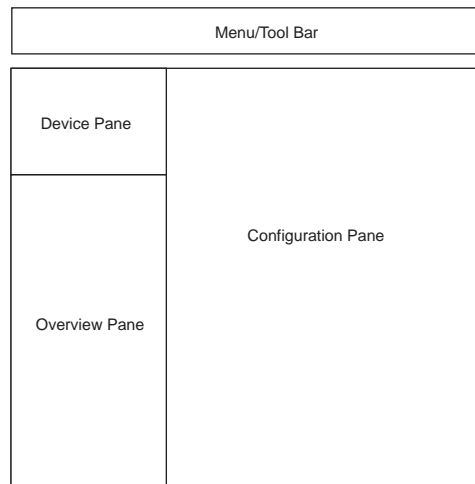 Menu/Tool Bar
Device Pane
Configuration Pane
Overview Pane